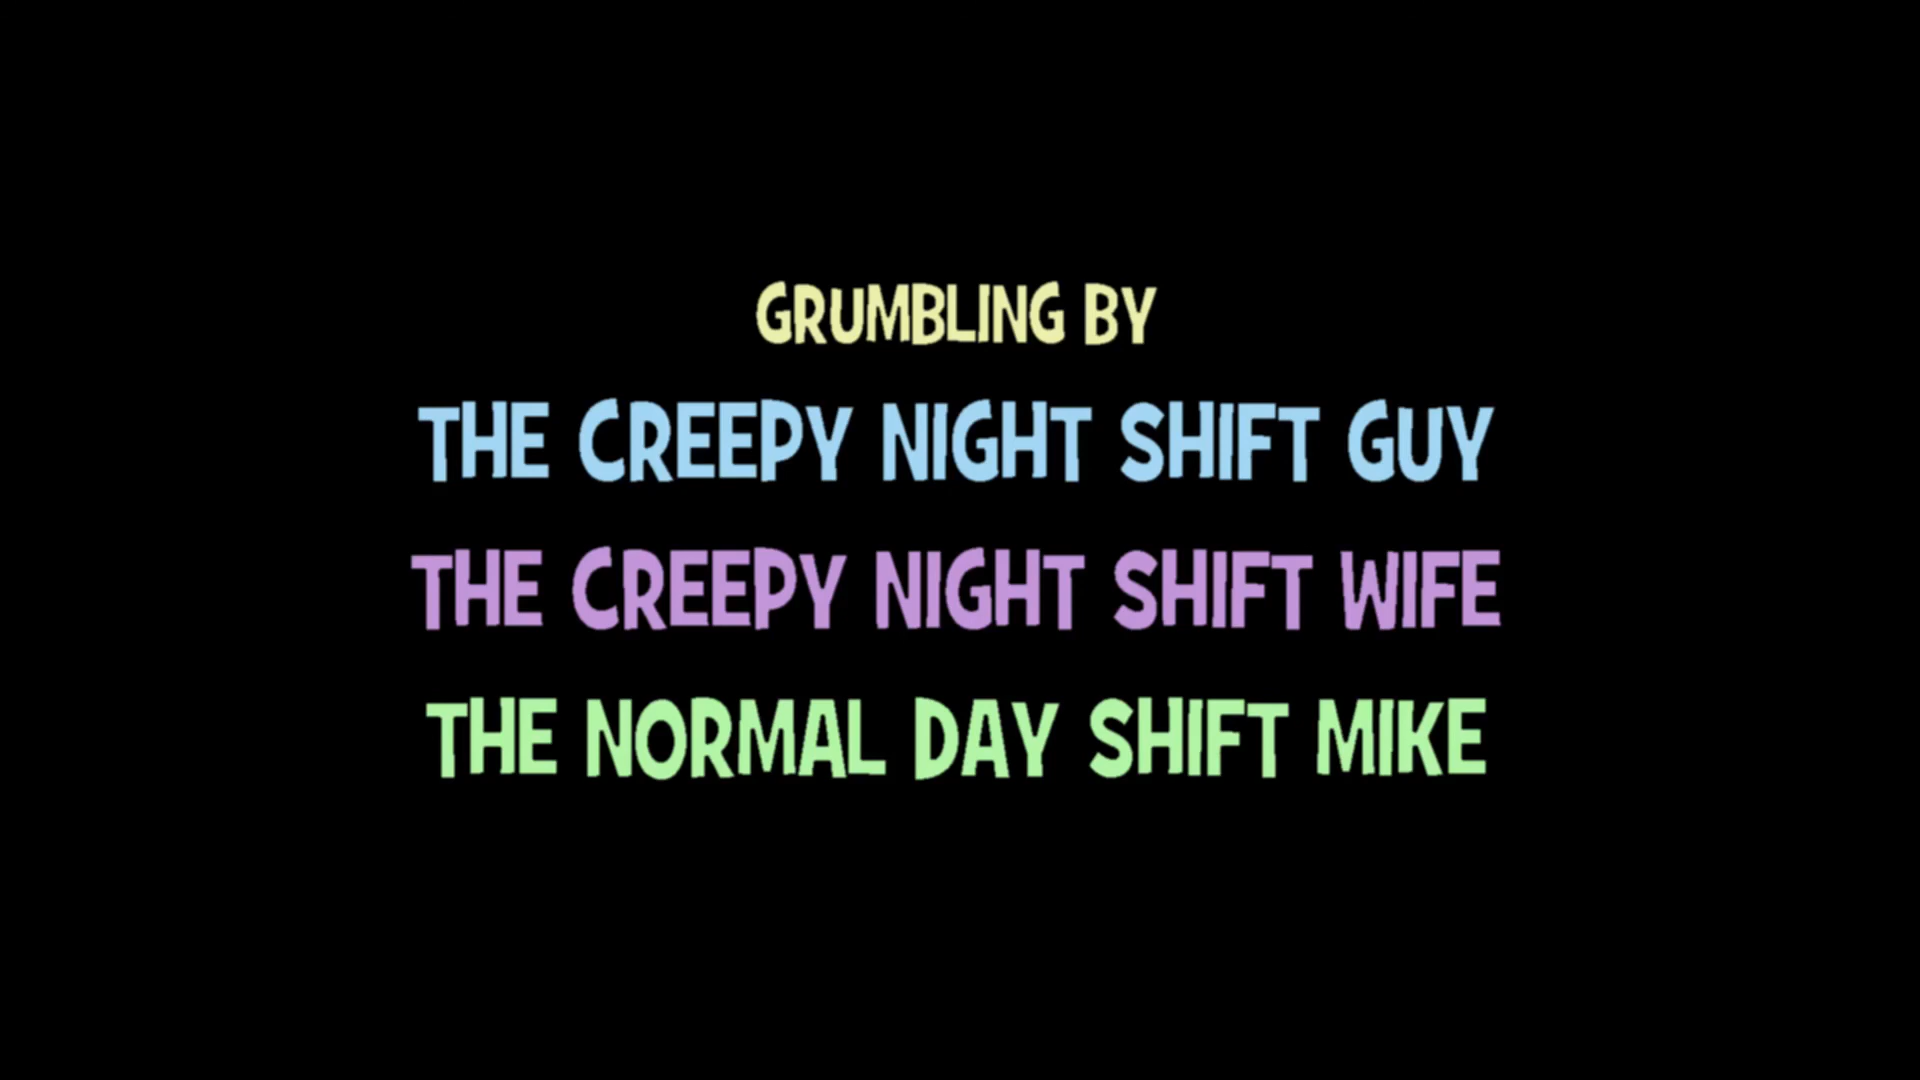 GRUMBLING BY
THE CREEPY NIGHT SHIFT GUY
THE CREEPY NIGHT SHIFT WIFE
THE NORMAL DAY SHIFT MIKE